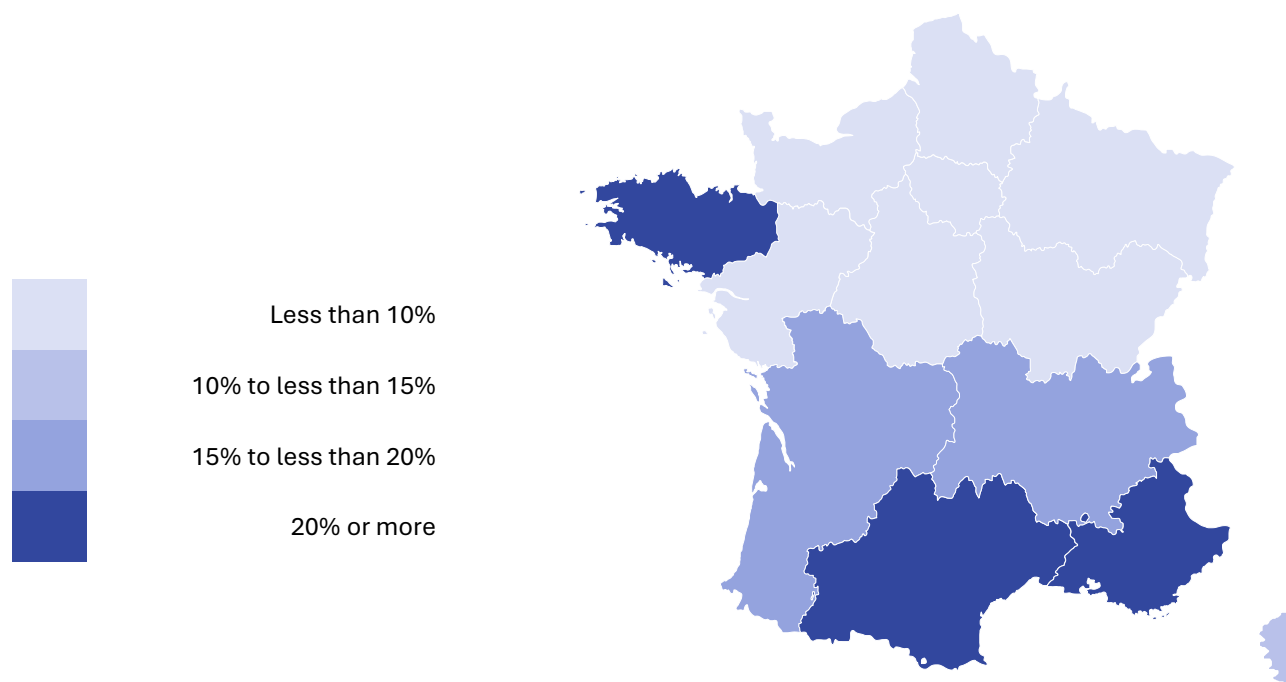 Less than 10%
10% to less than 15%
15% to less than 20%
20% or more